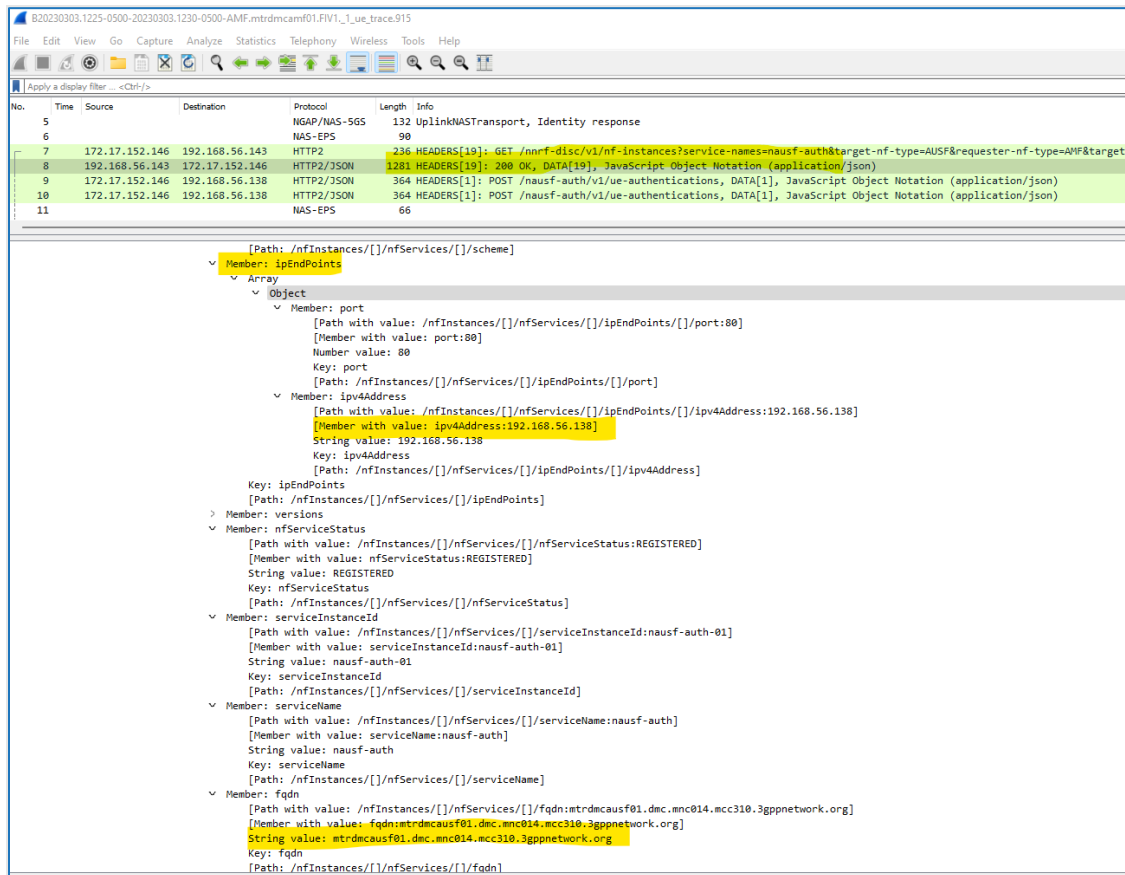 B20230303.1225-0500-20230303.1230-0500-AMF.mtrdmcamf01.FIV1._1_ue_trace.915
File Edit View Go Capture Analyze Statistics Telephony Wireless Tools Help
Apply a display filter ... <Ctrl-/>
No. Time Source Destination Protocol Length Info
5 NGAP/NAS-5GS 132 UplinkNASTransport, Identity response
6 NAS-EPS 90
7 172.17.152.146 192.168.56.143 HTTP2 236 HEADERS[19]: GET /nnrf-disc/v1/nf-instances?service-names=nausf-auth&target-nf-type=AUSF&requester-nf-type=AMF&target
8 192.168.56.143 172.17.152.146 HTTP2/JSON 1281 HEADERS[19]: 200 OK, DATA[19], JavaScript Object Notation (application/json)
9 172.17.152.146 192.168.56.138 HTTP2/JSON 364 HEADERS[1]: POST /nausf-auth/v1/ue-authentications, DATA[1], JavaScript Object Notation (application/json)
10 172.17.152.146 192.168.56.138 HTTP2/JSON 364 HEADERS[1]: POST /nausf-auth/v1/ue-authentications, DATA[1], JavaScript Object Notation (application/json)
11 NAS-EPS 66
[Path: /nfInstances/[]/nfServices/[]/scheme]
Member: ipEndPoints
Array
Object
Member: port
[Path with value: /nfInstances/[]/nfServices/[]/ipEndPoints/[]/port:80]
[Member with value: port:80]
Number value: 80
Key: port
[Path: /nfInstances/[]/nfServices/[]/ipEndPoints/[]/port]
Member: ipv4Address
[Path with value: /nfInstances/[]/nfServices/[]/ipEndPoints/[]/ipv4Address:192.168.56.138]
[Member with value: ipv4Address:192.168.56.138]
String value: 192.168.56.138
Key: ipv4Address
[Path: /nfInstances/[]/nfServices/[]/ipEndPoints/[]/ipv4Address]
Key: ipEndPoints
[Path: /nfInstances/[]/nfServices/[]/ipEndPoints]
Member: versions
Member: nfServiceStatus
[Path with value: /nfInstances/[]/nfServices/[]/nfServiceStatus:REGISTERED]
[Member with value: nfServiceStatus:REGISTERED]
String value: REGISTERED
Key: nfServiceStatus
[Path: /nfInstances/[]/nfServices/[]/nfServiceStatus]
Member: serviceInstanceId
[Path with value: /nfInstances/[]/nfServices/[]/serviceInstanceId:nausf-auth-01]
[Member with value: serviceInstanceId:nausf-auth-01]
String value: nausf-auth-01
Key: serviceInstanceId
[Path: /nfInstances/[]/nfServices/[]/serviceInstanceId]
Member: serviceName
[Path with value: /nfInstances/[]/nfServices/[]/serviceName:nausf-auth]
[Member with value: serviceName:nausf-auth]
String value: nausf-auth
Key: serviceName
[Path: /nfInstances/[]/nfServices/[]/serviceName]
Member: fqdn
[Path with value: /nfInstances/[]/nfServices/[]/fqdn:mtrdmcausf01.dmc.mnc014.mcc310.3gppnetwork.org]
[Member with value: fqdn:mtrdmcausf01.dmc.mnc014.mcc310.3gppnetwork.org]
String value: mtrdmcausf01.dmc.mnc014.mcc310.3gppnetwork.org
Key: fqdn
[Path: /nfInstances/[]/nfServices/[]/fqdn]